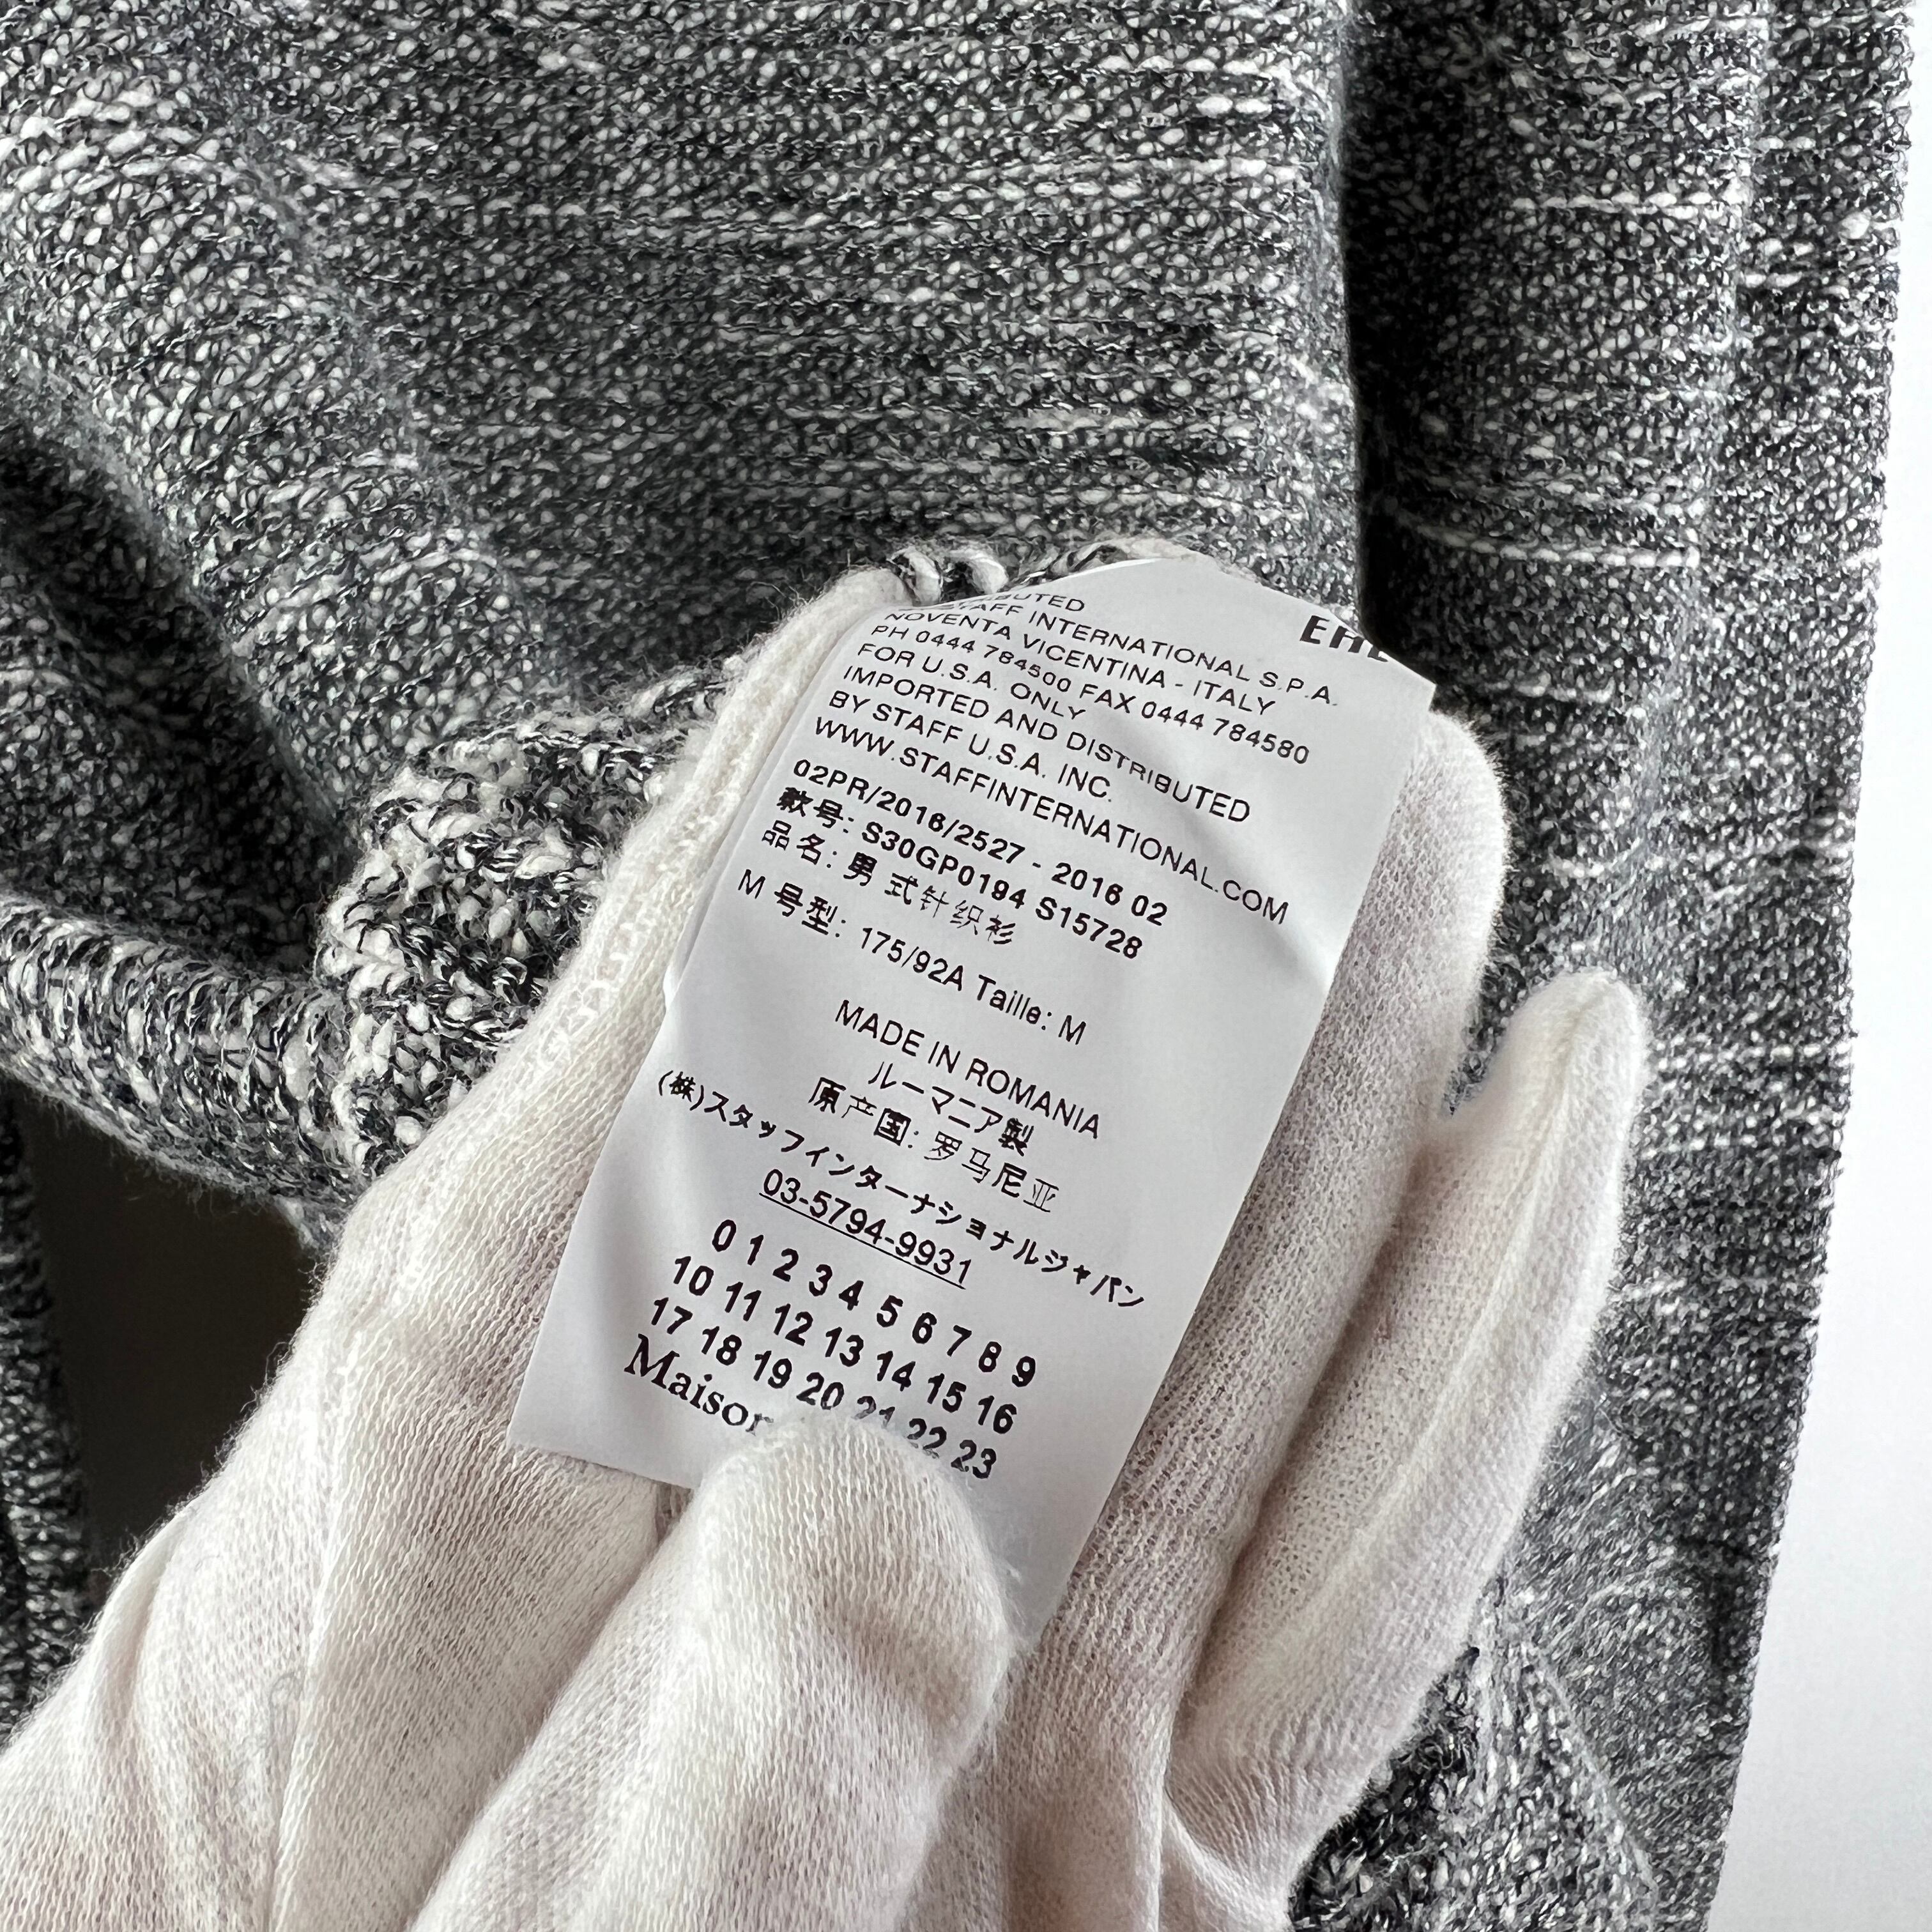 STAFF INTERNATIONAL S.P.A.
NOVENTA VICENTINA - ITALY
PH 0444 784500 FAX 0444 784580
FOR U.S.A. ONLY
IMPORTED AND DISTRIBUTED
BY STAFF U.S.A. INC.
WWW.STAFFINTERNATIONAL.COM
02PR/2016/2527 - 2016 02
款号: S30GP0194 S15728
品名: 男式针织衫
M 号型: 175/92A Taille: M
MADE IN ROMANIA
ルーマニア製
原产国: 罗马尼亚
(株)スタッフインターナショナルジャパン
03-5794-9931
0 1 2 3 4 5 6 7 8 9
10 11 12 13 14 15 16
17 18 19 20 21 22 23